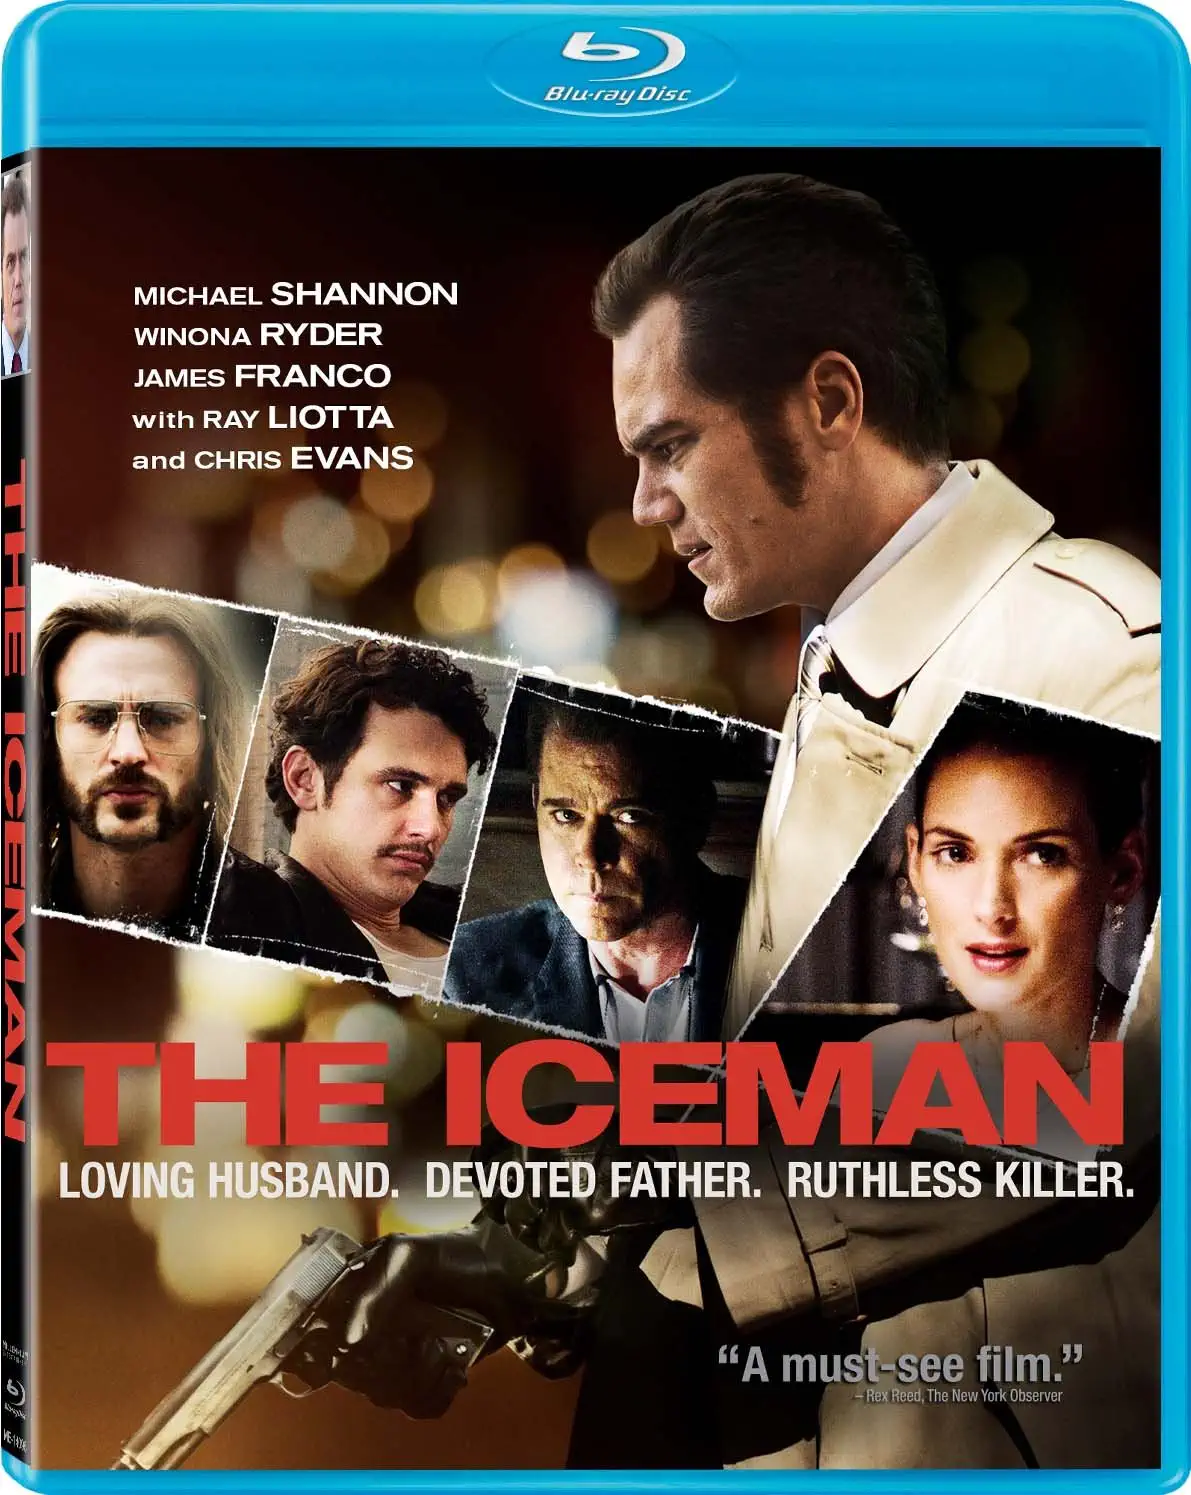 Blu-ray Disc
MICHAEL SHANNON
WINONA RYDER
JAMES FRANCO
with RAY LIOTTA
and CHRIS EVANS
THE ICEMAN
THE ICEMAN
LOVING HUSBAND. DEVOTED FATHER. RUTHLESS KILLER.
“A must-see film.”
– Rex Reed, The New York Observer